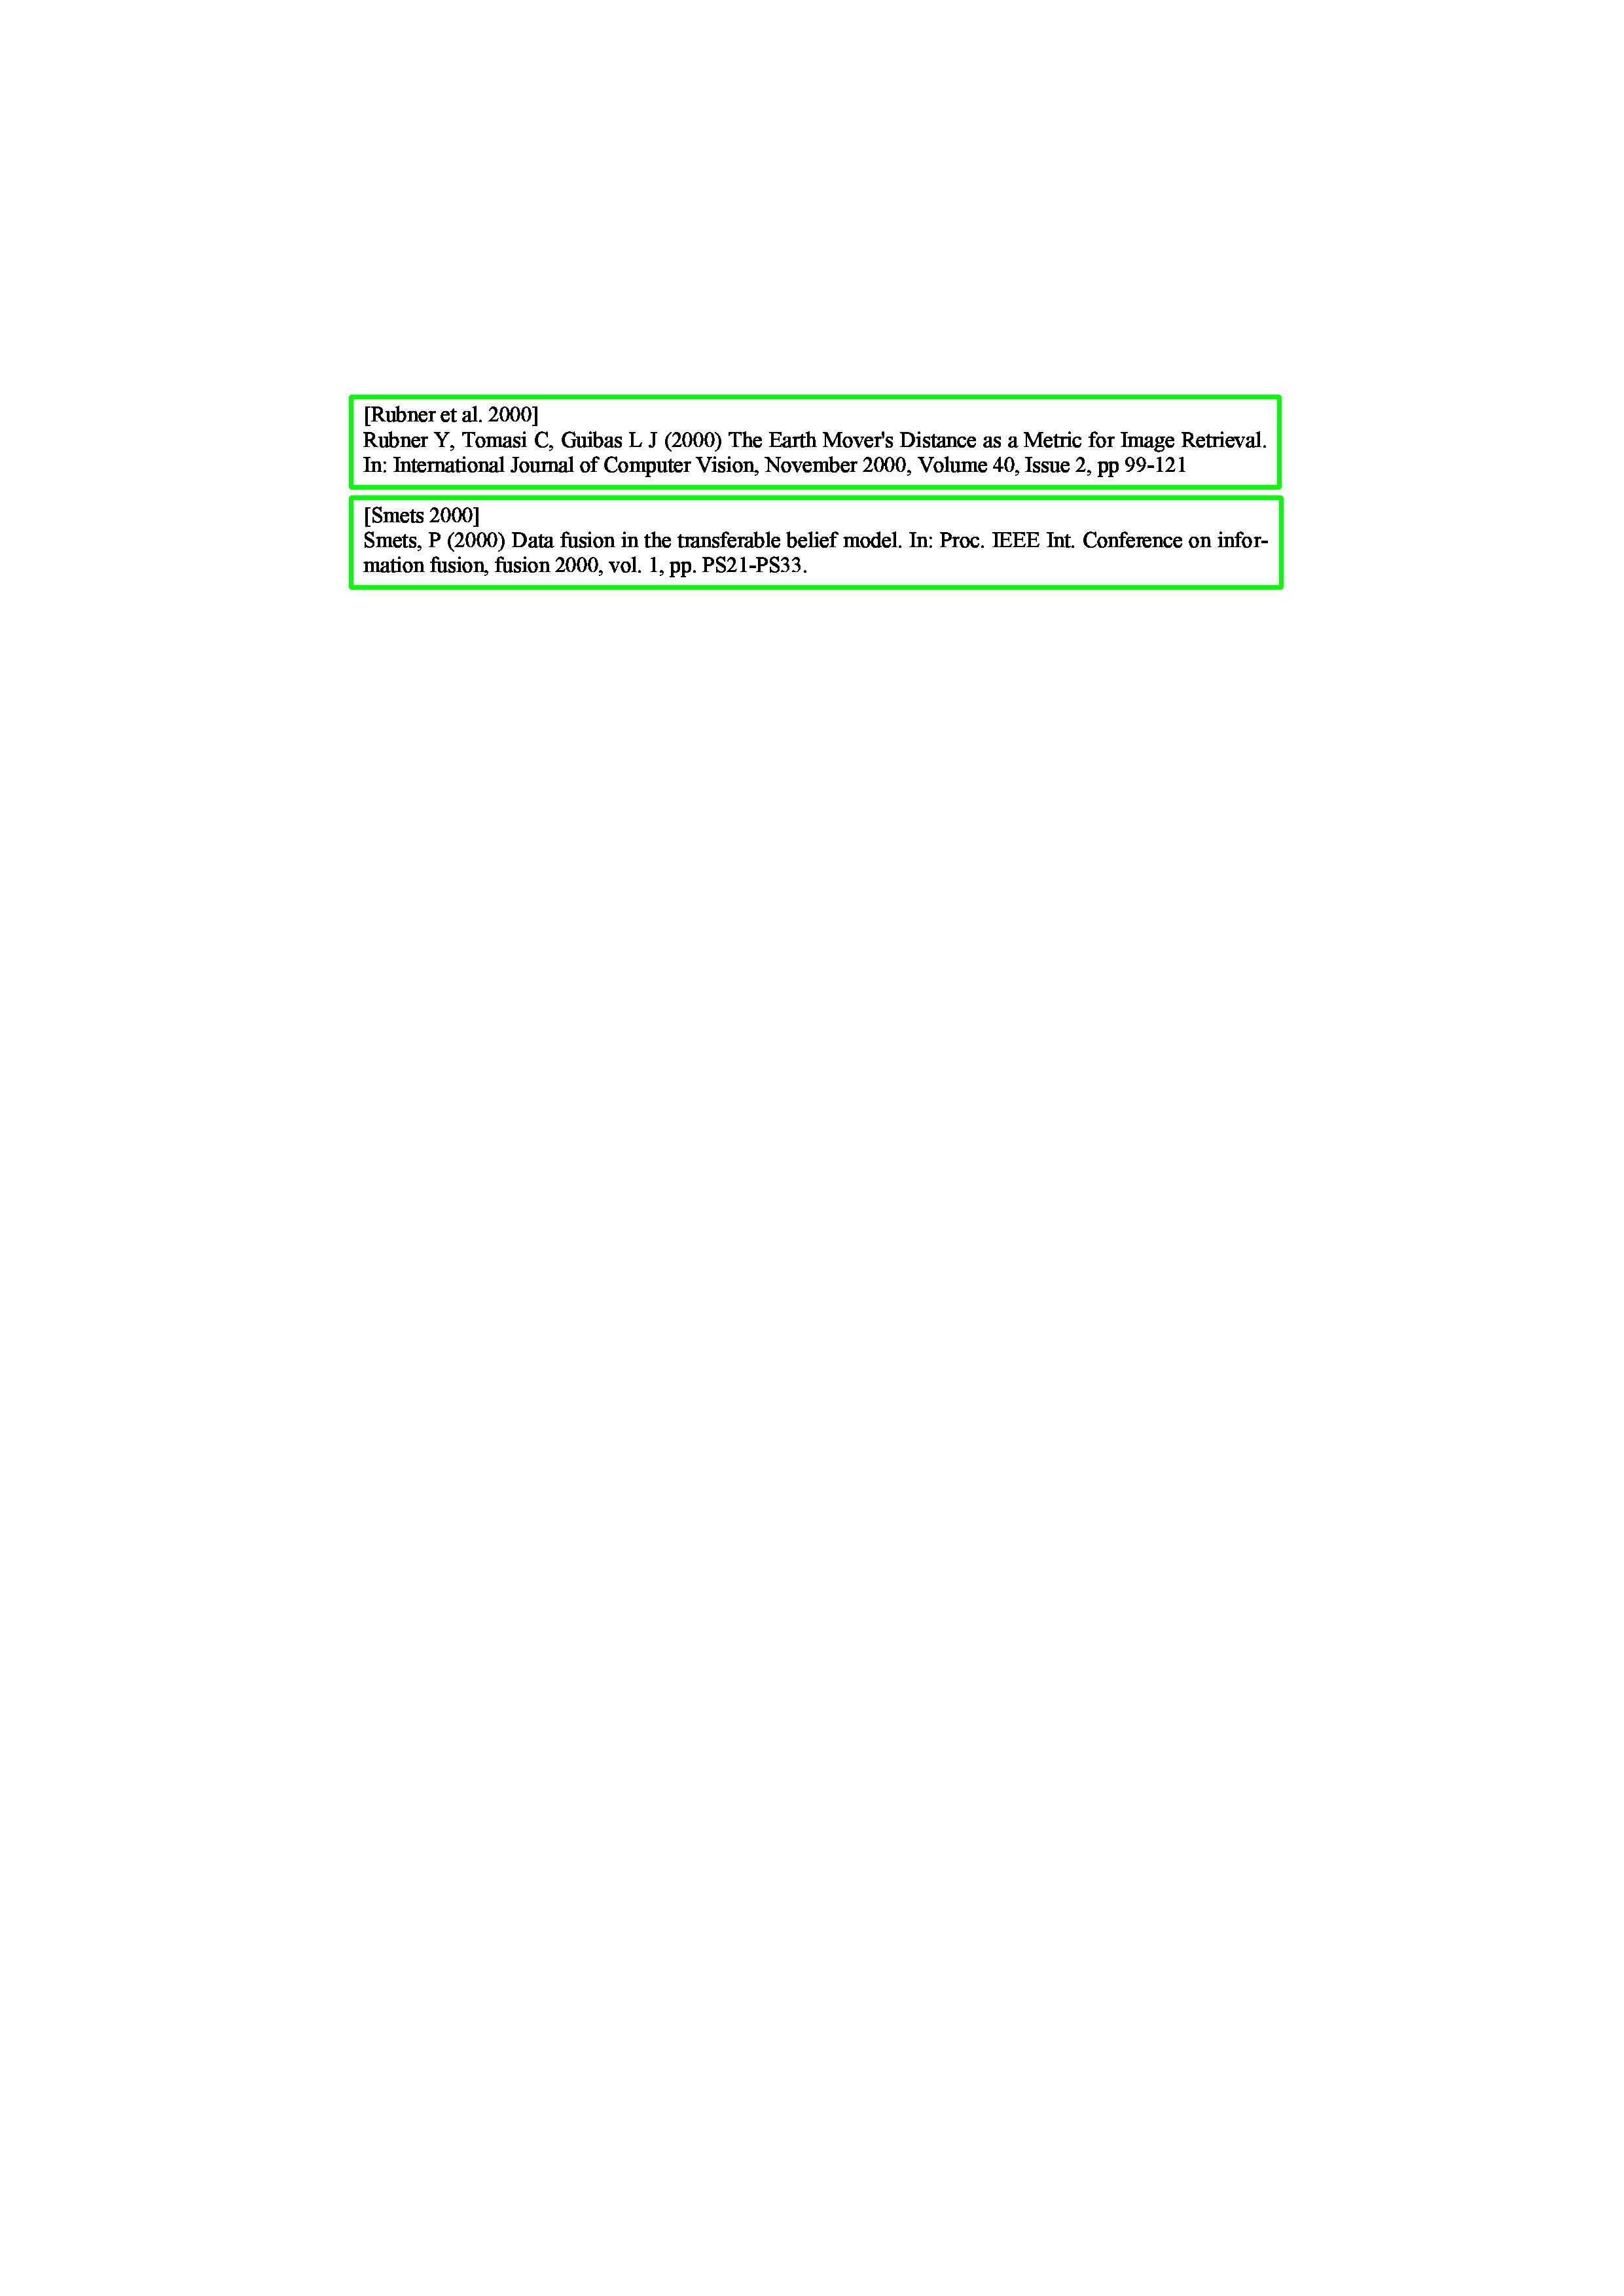 [Rubner et al. 2000]
Rubner Y, Tomasi C, Guibas L J (2000) The Earth Mover's Distance as a Metric for Image Retrieval.
In: International Journal of Computer Vision, November 2000, Volume 40, Issue 2, pp 99-121
[Smets 2000]
Smets, P (2000) Data fusion in the transferable belief model. In: Proc. IEEE Int. Conference on infor-
mation fusion, fusion 2000, vol. 1, pp. PS21-PS33.